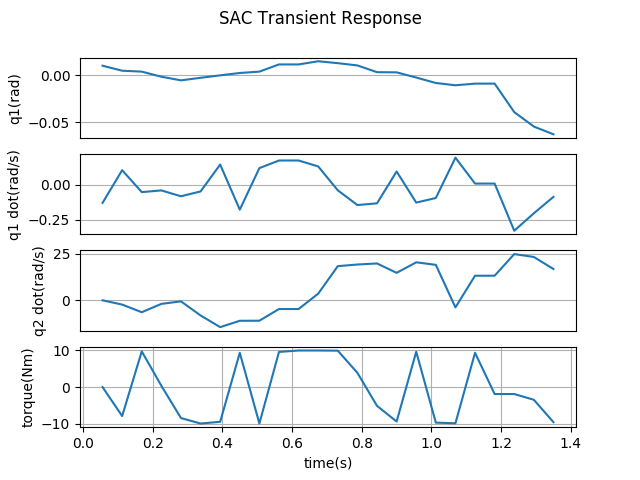 SAC Transient Response
q1(rad)
0.00
−0.05
q1 dot(rad/s)
0.00
−0.25
q2 dot(rad/s)
25
0
torque(Nm)
10
0
−10
0.0 0.2 0.4 0.6 0.8 1.0 1.2 1.4
time(s)